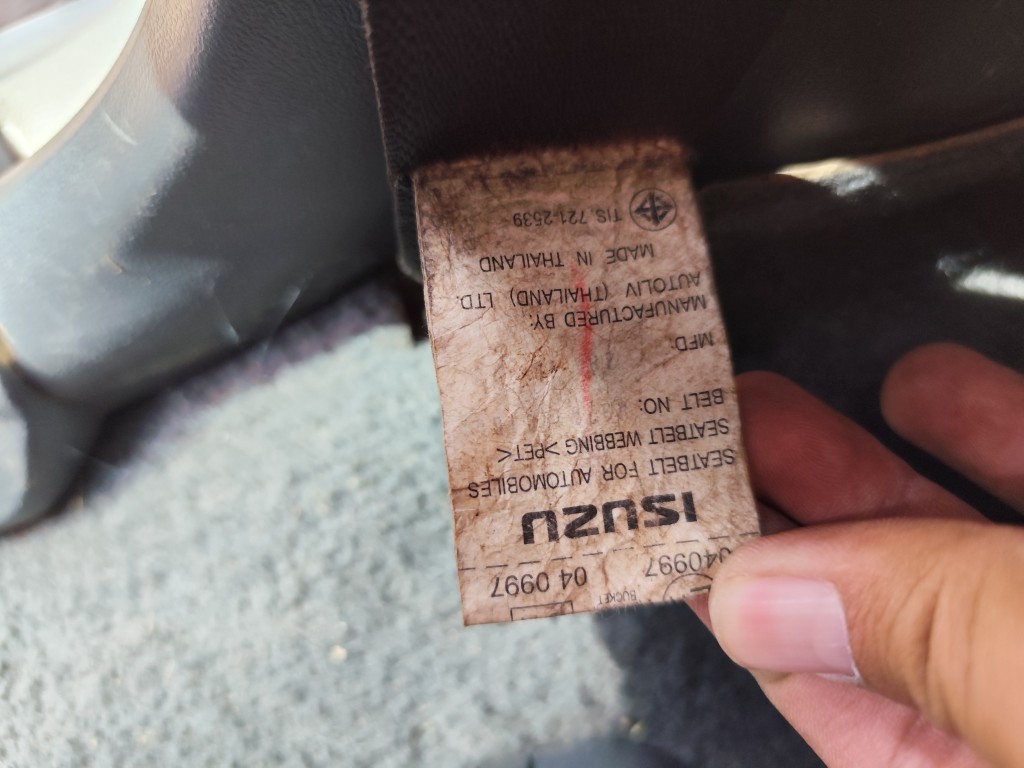 BUCKET
040997 04 0997
ISUZU
SEATBELT FOR AUTOMOBILES
SEATBELT WEBBING >PET<
BELT NO:
MFD:
MANUFACTURED BY:
AUTOLIV (THAILAND) LTD.
MADE IN THAILAND
TIS. 721-2539